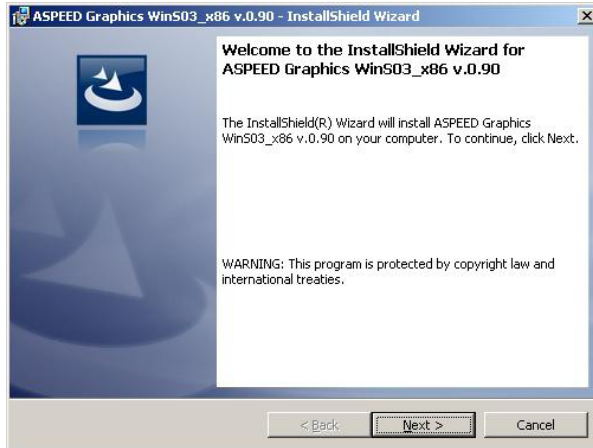 ASPEED Graphics WinS03_x86 v.0.90 - InstallShield Wizard
Welcome to the InstallShield Wizard for
ASPEED Graphics WinS03_x86 v.0.90
The InstallShield(R) Wizard will install ASPEED Graphics
WinS03_x86 v.0.90 on your computer. To continue, click Next.
WARNING: This program is protected by copyright law and
international treaties.
< Back Next > Cancel